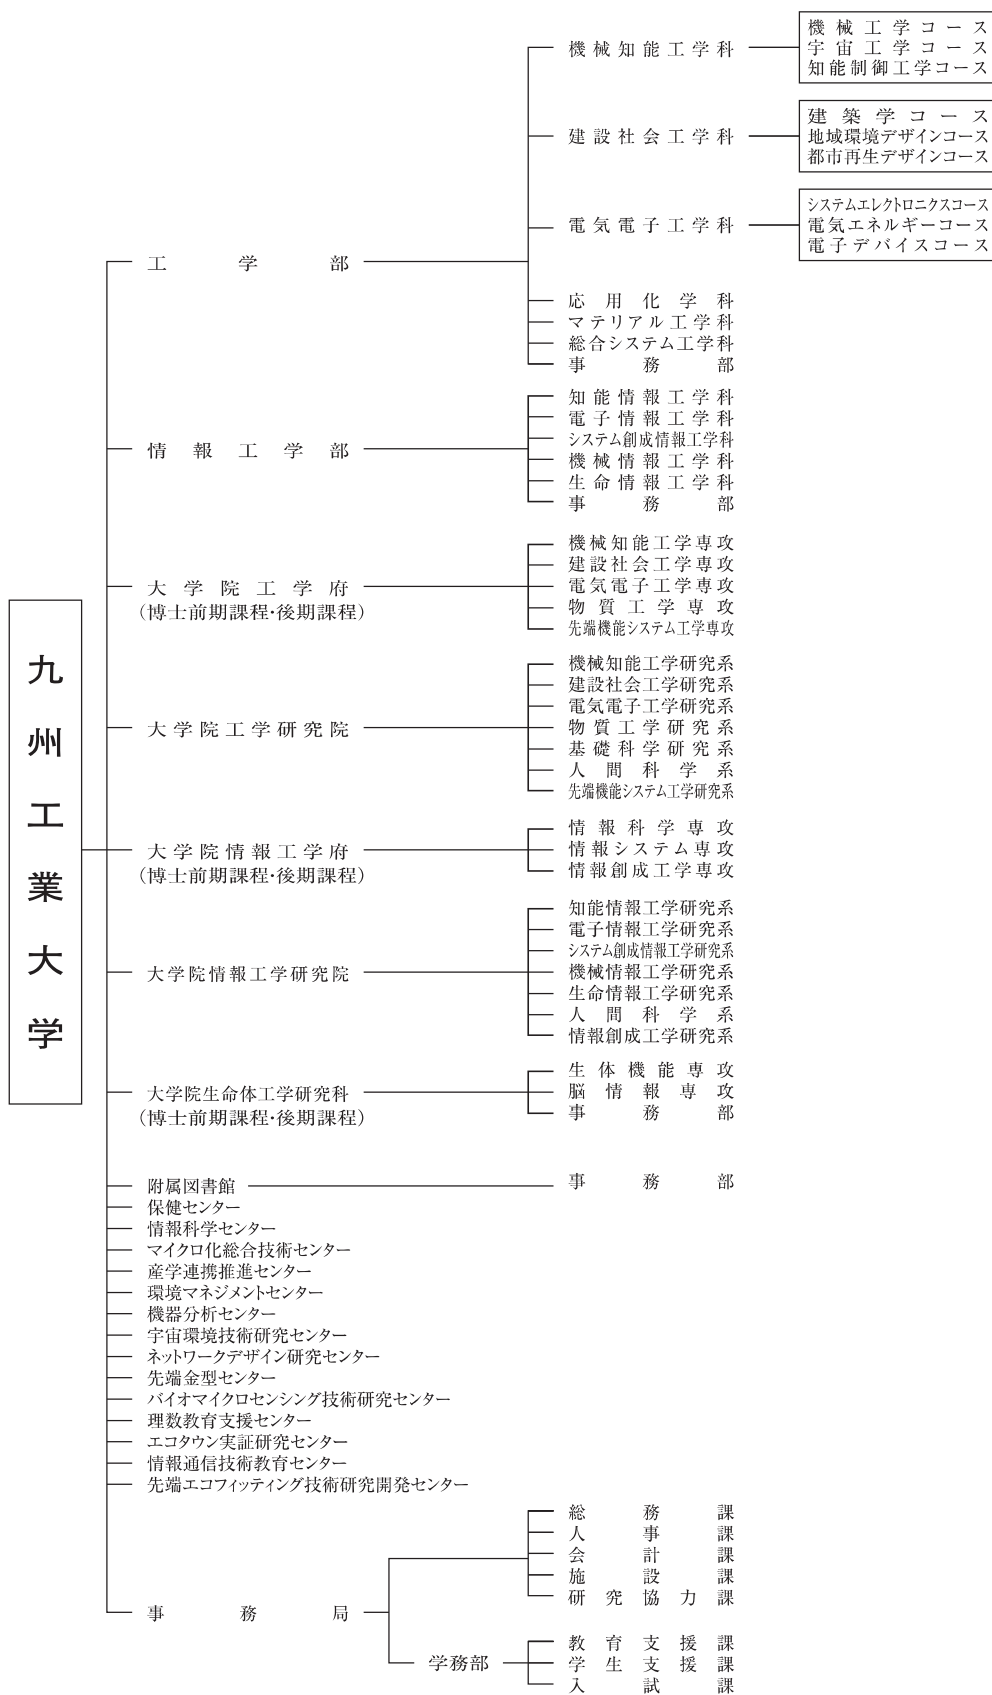 九州工業大学
工学部
機械知能工学科
機械工学コース
宇宙工学コース
知能制御工学コース
建設社会工学科
建築学コース
地域環境デザインコース
都市再生デザインコース
電気電子工学科
システムエレクトロニクスコース
電気エネルギーコース
電子デバイスコース
応用化学科
マテリアル工学科
総合システム工学科
事務部
情報工学部
知能情報工学科
電子情報工学科
システム創成情報工学科
機械情報工学科
生命情報工学科
事務部
大学院工学府
(博士前期課程・後期課程)
機械知能工学専攻
建設社会工学専攻
電気電子工学専攻
物質工学専攻
先端機能システム工学専攻
大学院工学研究院
機械知能工学研究系
建設社会工学研究系
電気電子工学研究系
物質工学研究系
基礎科学研究系
人間科学系
先端機能システム工学研究系
大学院情報工学府
(博士前期課程・後期課程)
情報科学専攻
情報システム専攻
情報創成工学専攻
大学院情報工学研究院
知能情報工学研究系
電子情報工学研究系
システム創成情報工学研究系
機械情報工学研究系
生命情報工学研究系
人間科学系
情報創成工学研究系
大学院生命体工学研究科
(博士前期課程・後期課程)
生体機能専攻
脳情報専攻
事務部
附属図書館
事務部
保健センター
情報科学センター
マイクロ化総合技術センター
産学連携推進センター
環境マネジメントセンター
機器分析センター
宇宙環境技術研究センター
ネットワークデザイン研究センター
先端金型センター
バイオマイクロセンシング技術研究センター
理数教育支援センター
エコタウン実証研究センター
情報通信技術教育センター
先端エコフィッティング技術研究開発センター
事務局
総務課
人事課
会計課
施設課
研究協力課
学務部
教育支援課
学生支援課
入試課